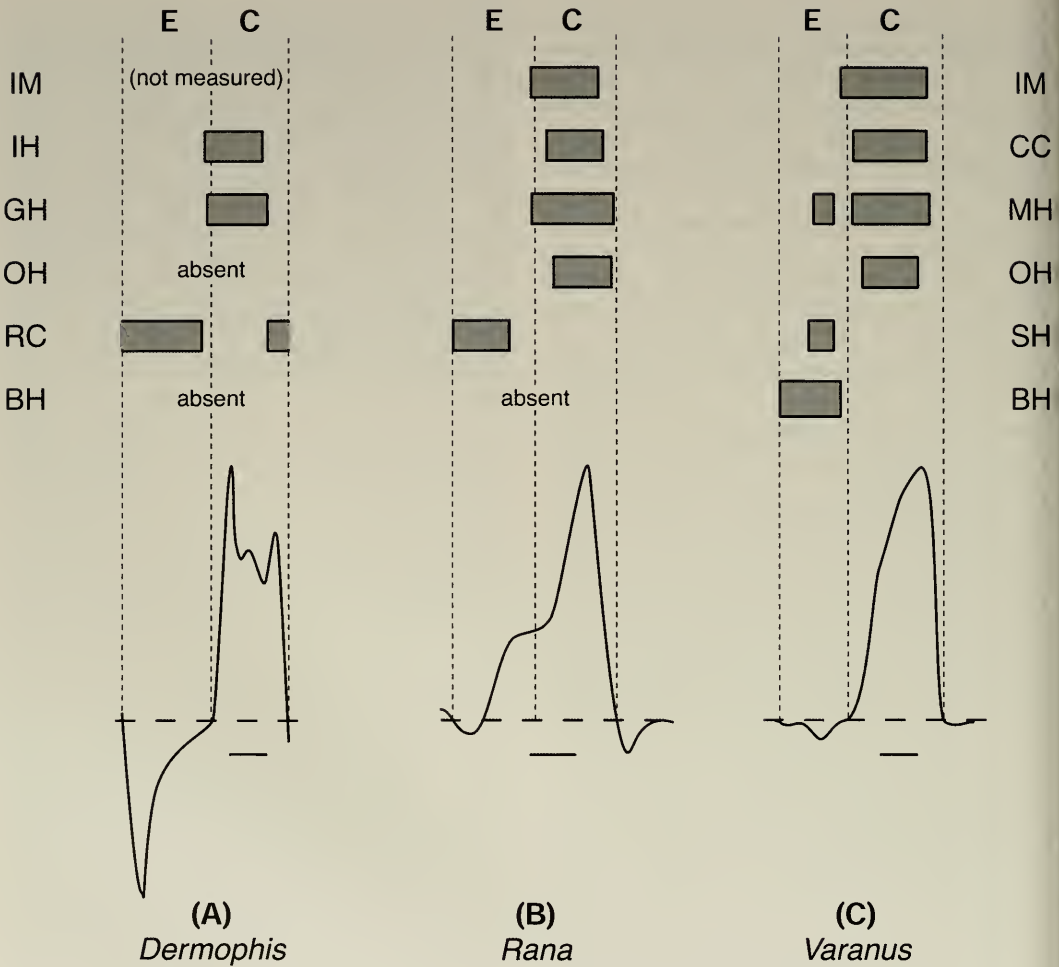 E C E C E C
IM (not measured) IM
IH CC
GH MH
OH absent OH
RC SH
BH absent absent BH
(A) (B) (C)
Dermophis Rana Varanus